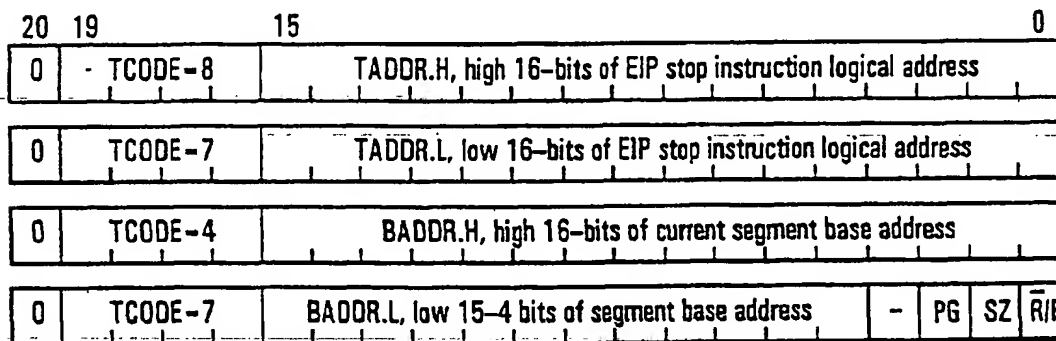 20 19 15 0
0 TCODE-8 TADDR.H, high 16-bits of EIP stop instruction logical address
0 TCODE-7 TADDR.L, low 16-bits of EIP stop instruction logical address
0 TCODE-4 BADDR.H, high 16-bits of current segment base address
0 TCODE-7 BADDR.L, low 15-4 bits of segment base address - PG SZ R̅/B